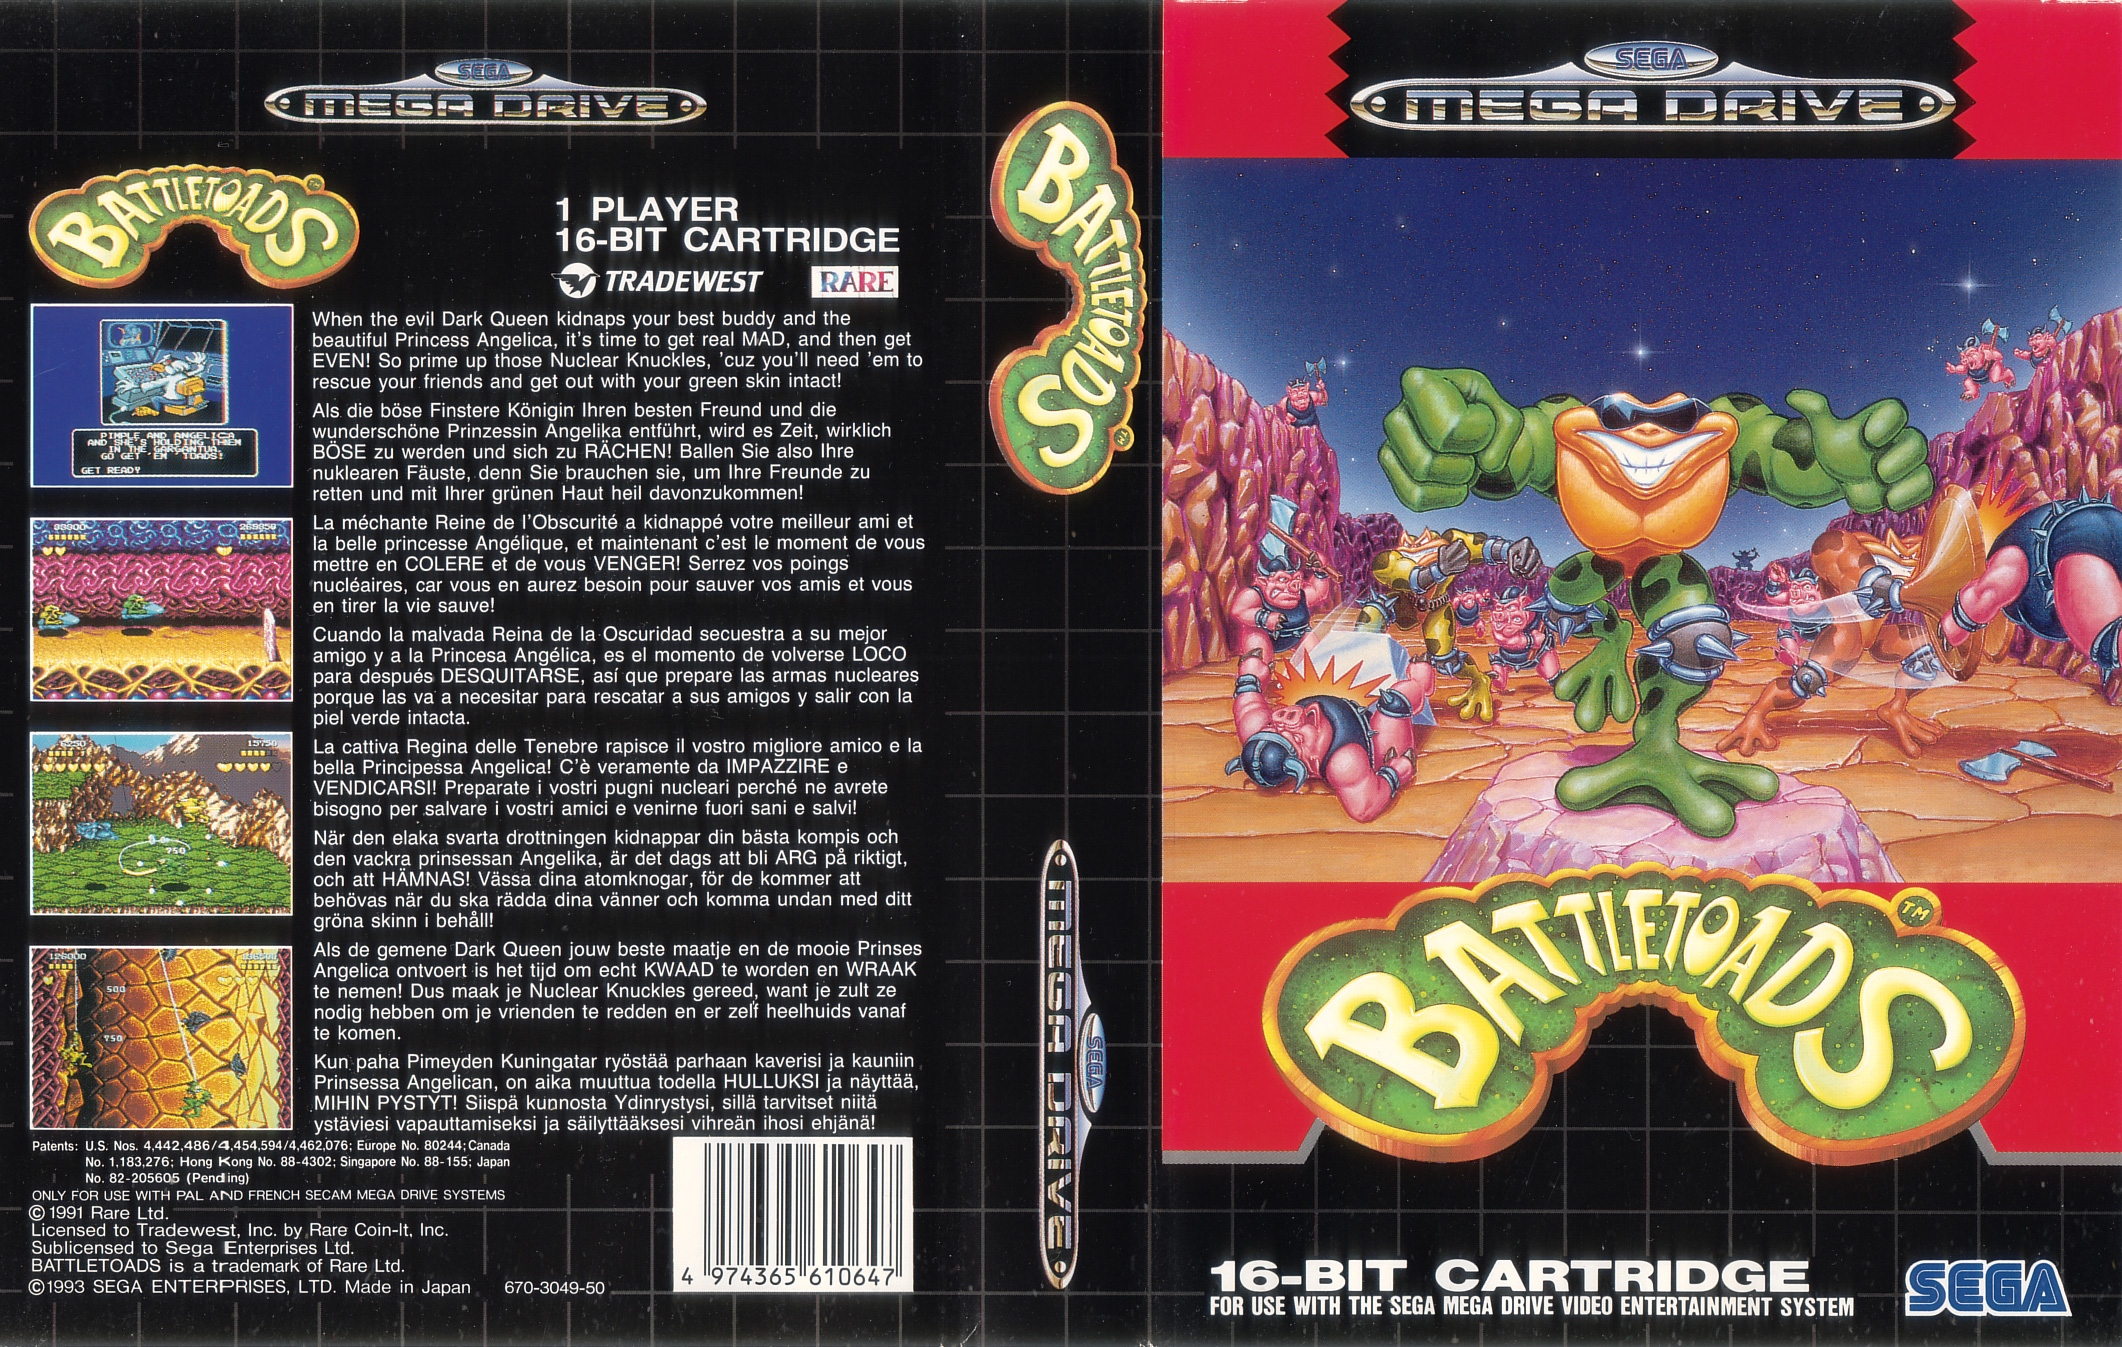 SEGA
MEGA DRIVE
BATTLETOADS
TM
1 PLAYER
16-BIT CARTRIDGE
TRADEWEST
RARE
PIMPLE AND ANGELICA
AND SHE'S HOLDING THEM
IN THE GARGANTUA.
GO GET 'EM TOADS!
GET READY
When the evil Dark Queen kidnaps your best buddy and the
beautiful Princess Angelica, it's time to get real MAD, and then get
EVEN! So prime up those Nuclear Knuckles, 'cuz you'll need 'em to
rescue your friends and get out with your green skin intact!
Als die böse Finstere Königin Ihren besten Freund und die
wunderschöne Prinzessin Angelika entführt, wird es Zeit, wirklich
BÖSE zu werden und sich zu RÄCHEN! Ballen Sie also Ihre
nuklearen Fäuste, denn Sie brauchen sie, um Ihre Freunde zu
retten und mit Ihrer grünen Haut heil davonzukommen!
La méchante Reine de l'Obscurité a kidnappé votre meilleur ami et
la belle princesse Angélique, et maintenant c'est le moment de vous
mettre en COLERE et de vous VENGER! Serrez vos poings
nucléaires, car vous en aurez besoin pour sauver vos amis et vous
en tirer la vie sauve!
Cuando la malvada Reina de la Oscuridad secuestra a su mejor
amigo y a la Princesa Angélica, es el momento de volverse LOCO
para después DESQUITARSE, así que prepare las armas nucleares
porque las va a necesitar para rescatar a sus amigos y salir con la
piel verde intacta.
La cattiva Regina delle Tenebre rapisce il vostro migliore amico e la
bella Principessa Angelica! C'è veramente da IMPAZZIRE e
VENDICARSI! Preparate i vostri pugni nucleari perché ne avrete
bisogno per salvare i vostri amici e venirne fuori sani e salvi!
När den elaka svarta drottningen kidnappar din bästa kompis och
den vackra prinsessan Angelika, är det dags att bli ARG på riktigt,
och att HÄMNAS! Vässa dina atomknogar, för de kommer att
behövas när du ska rädda dina vänner och komma undan med ditt
gröna skinn i behåll!
Als de gemene Dark Queen jouw beste maatje en de mooie Prinses
Angelica ontvoert is het tijd om echt KWAAD te worden en WRAAK
te nemen! Dus maak je Nuclear Knuckles gereed, want je zult ze
nodig hebben om je vrienden te redden en er zelf heelhuids vanaf
te komen.
Kun paha Pimeyden Kuningatar ryöstää parhaan kaverisi ja kauniin
Prinsessa Angelican, on aika muuttua todella HULLUKSI ja näyttää,
MIHIN PYSTYT! Siispä kunnosta Ydinrystysi, sillä tarvitset niitä
ystäviesi vapauttamiseksi ja säilyttääksesi vihreän ihosi ehjänä!
15750
750
126000
500
750
Patents: U.S. Nos. 4,442,486/4,454,594/4,462,076; Europe No. 80244; Canada
No. 1,183,276; Hong Kong No. 88-4302; Singapore No. 88-155; Japan
No. 82-205605 (Pending)
ONLY FOR USE WITH PAL AND FRENCH SECAM MEGA DRIVE SYSTEMS
© 1991 Rare Ltd.
Licensed to Tradewest, Inc. by Rare Coin-It, Inc.
Sublicensed to Sega Enterprises Ltd.
BATTLETOADS is a trademark of Rare Ltd.
©1993 SEGA ENTERPRISES, LTD. Made in Japan 670-3049-50
4 974365 610647
BATTLETOADS
TM
MEGA DRIVE
SEGA
SEGA
MEGA DRIVE
BATTLETOADS
TM
16-BIT CARTRIDGE
FOR USE WITH THE SEGA MEGA DRIVE VIDEO ENTERTAINMENT SYSTEM
SEGA